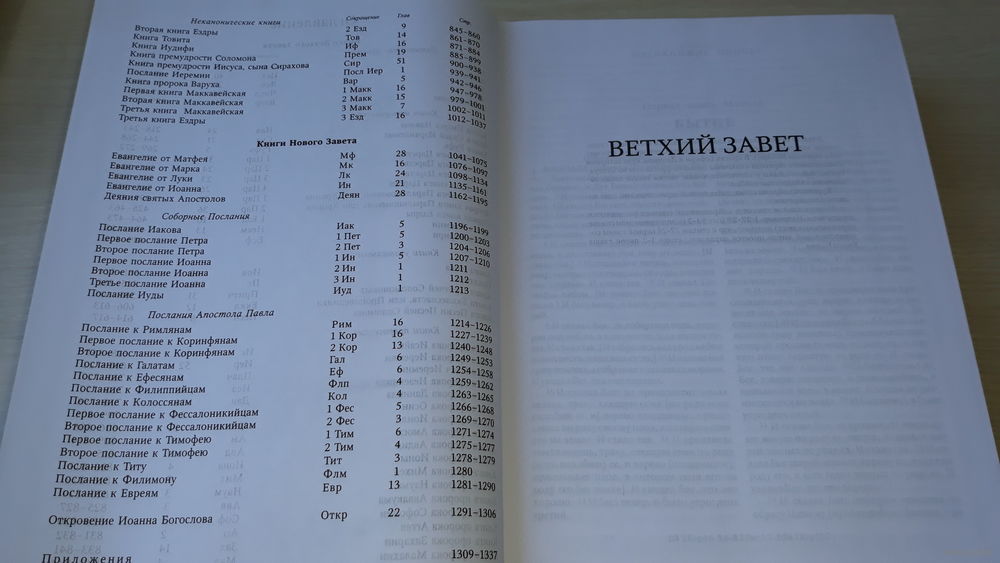 Неканонические книги Сокращение Глав Стр.
Вторая книга Ездры 2 Езд 9 845–860
Книга Товита Тов 14 861–870
Книга Иудифи Иф 16 871–884
Книга премудрости Соломона Прем 19 885–899
Книга премудрости Иисуса, сына Сирахова Сир 51 900–938
Послание Иеремии Посл Иер 1 939–941
Книга пророка Варуха Вар 5 942–946
Первая книга Маккавейская 1 Макк 16 947–978
Вторая книга Маккавейская 2 Макк 15 979–1001
Третья книга Маккавейская 3 Макк 7 1002–1011
Третья книга Ездры 3 Езд 16 1012–1037
Книги Нового Завета
Евангелие от Матфея Мф 28 1041–1075
Евангелие от Марка Мк 16 1076–1097
Евангелие от Луки Лк 24 1098–1134
Евангелие от Иоанна Ин 21 1135–1161
Деяния святых Апостолов Деян 28 1162–1195
Соборные Послания
Послание Иакова Иак 5 1196–1199
Первое послание Петра 1 Пет 5 1200–1203
Второе послание Петра 2 Пет 3 1204–1206
Первое послание Иоанна 1 Ин 5 1207–1210
Второе послание Иоанна 2 Ин 1 1211
Третье послание Иоанна 3 Ин 1 1212
Послание Иуды Иуд 1 1213
Послания Апостола Павла
Послание к Римлянам Рим 16 1214–1226
Первое послание к Коринфянам 1 Кор 16 1227–1239
Второе послание к Коринфянам 2 Кор 13 1240–1248
Послание к Галатам Гал 6 1249–1253
Послание к Ефесянам Еф 6 1254–1258
Послание к Филиппийцам Флп 4 1259–1262
Послание к Колоссянам Кол 4 1263–1265
Первое послание к Фессалоникийцам 1 Фес 5 1266–1268
Второе послание к Фессалоникийцам 2 Фес 3 1269–1270
Первое послание к Тимофею 1 Тим 6 1271–1274
Второе послание к Тимофею 2 Тим 4 1275–1277
Послание к Титу Тит 3 1278–1279
Послание к Филимону Флм 1 1280
Послание к Евреям Евр 13 1281–1290
Откровение Иоанна Богослова Откр 22 1291–1306
Приложения 1309–1337
ВЕТХИЙ ЗАВЕТ